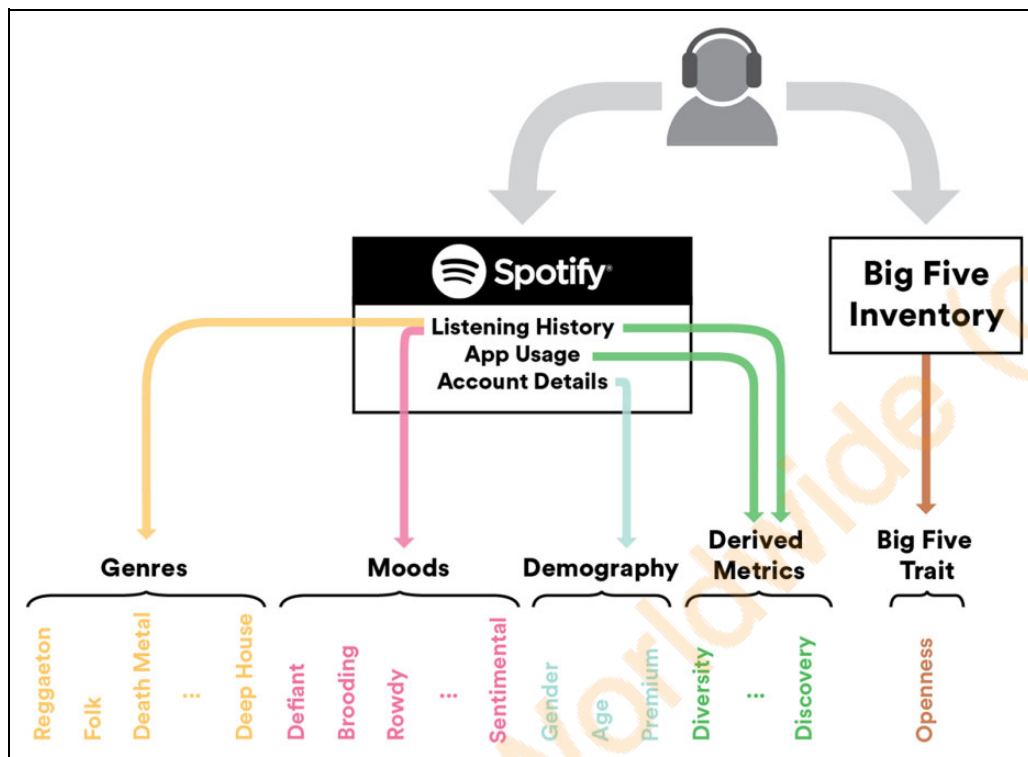 Spotify®
Listening History
App Usage
Account Details
Big Five
Inventory
Genres
Moods
Demography
Derived
Metrics
Big Five
Trait
Reggaeton
Folk
Death Metal
...
Deep House
Defiant
Brooding
Rowdy
...
Sentimental
Gender
Age
Premium
Diversity
...
Discovery
Openness
Worldwide (